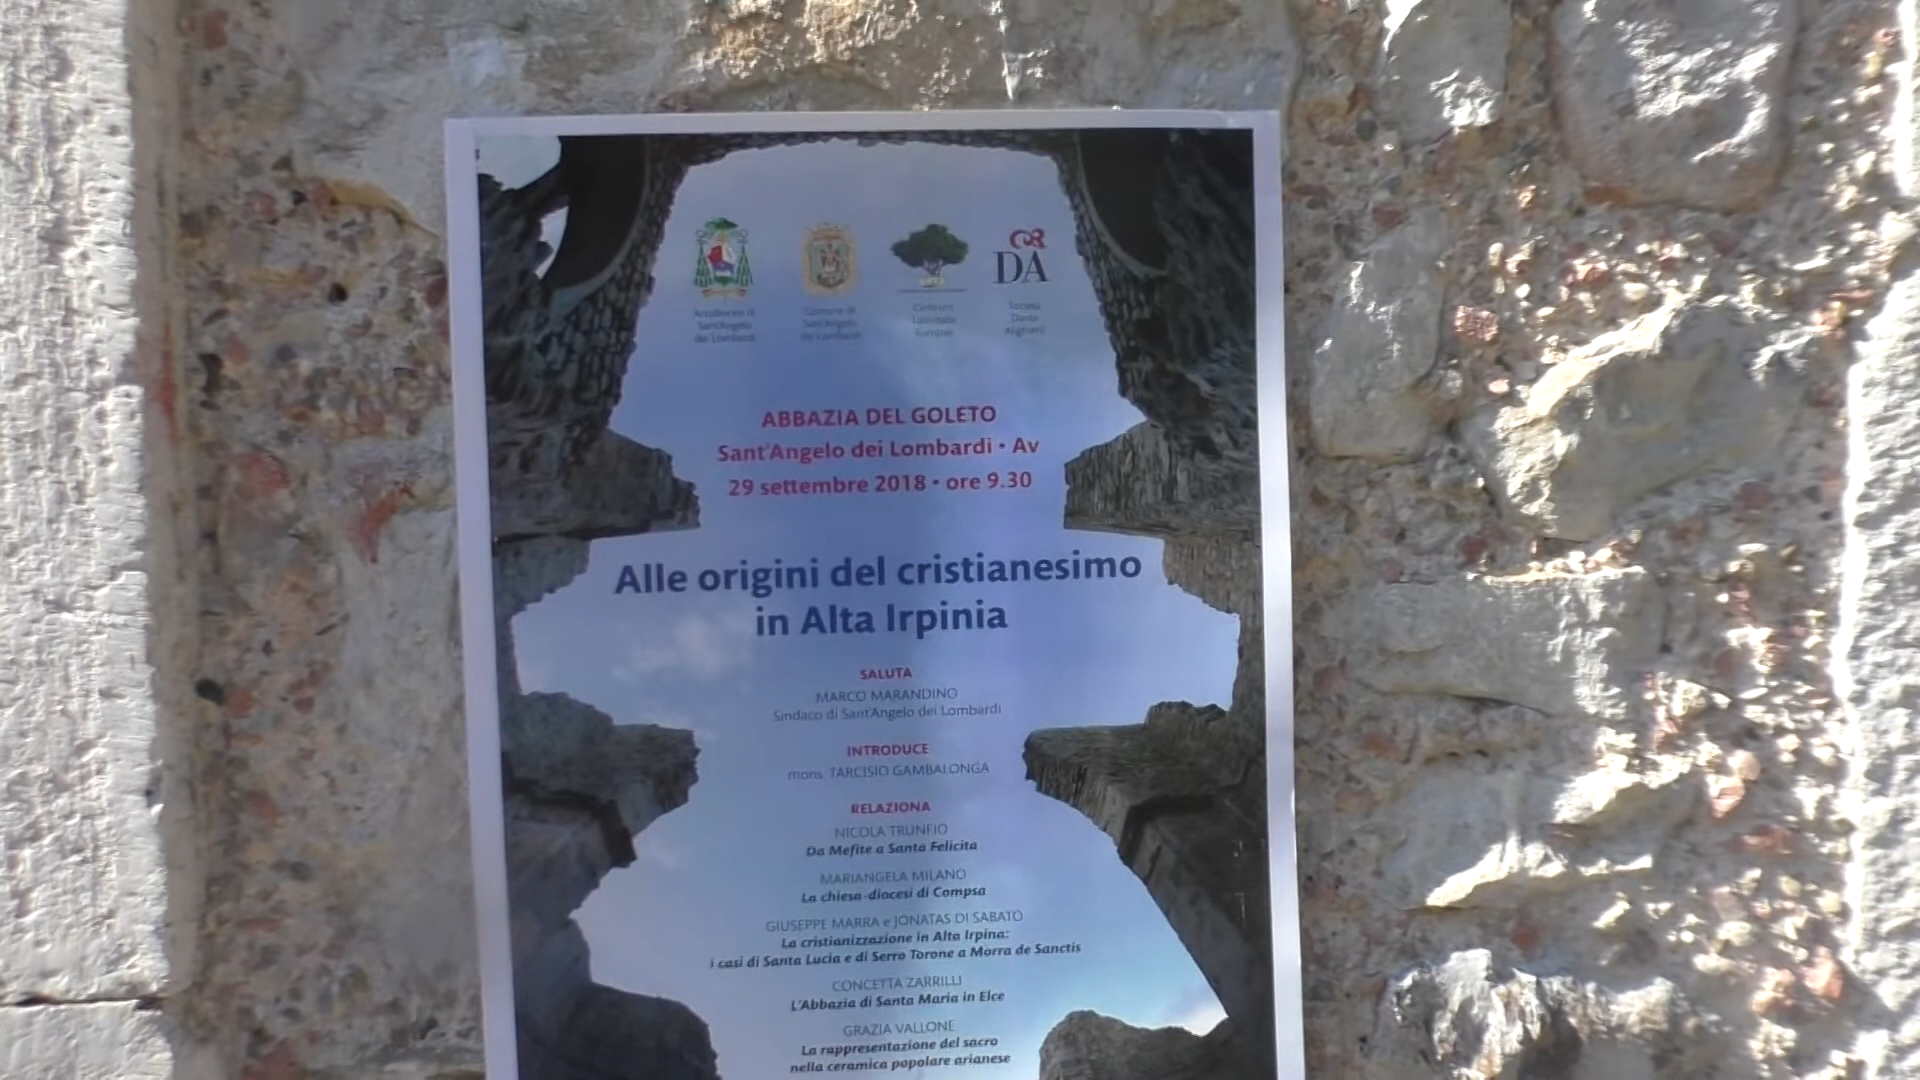 Arcidiocesi di
Sant'Angelo
dei Lombardi
Comune di
Sant'Angelo
dei Lombardi
Centrum
Latinitatis
Europae
DA
Società
Dante
Alighieri
ABBAZIA DEL GOLETO
Sant'Angelo dei Lombardi • Av
29 settembre 2018 • ore 9.30
Alle origini del cristianesimo
in Alta Irpinia
SALUTA
MARCO MARANDINO
Sindaco di Sant'Angelo dei Lombardi
INTRODUCE
mons. TARCISIO GAMBALONGA
RELAZIONA
NICOLA TRUNFIO
Da Mefite a Santa Felicita
MARIANGELA MILANO
La chiesa-diocesi di Compsa
GIUSEPPE MARRA e JONATAS DI SABATO
La cristianizzazione in Alta Irpina:
i casi di Santa Lucia e di Serro Torone a Morra de Sanctis
CONCETTA ZARRILLI
L'Abbazia di Santa Maria in Elce
GRAZIA VALLONE
La rappresentazione del sacro
nella ceramica popolare arianese